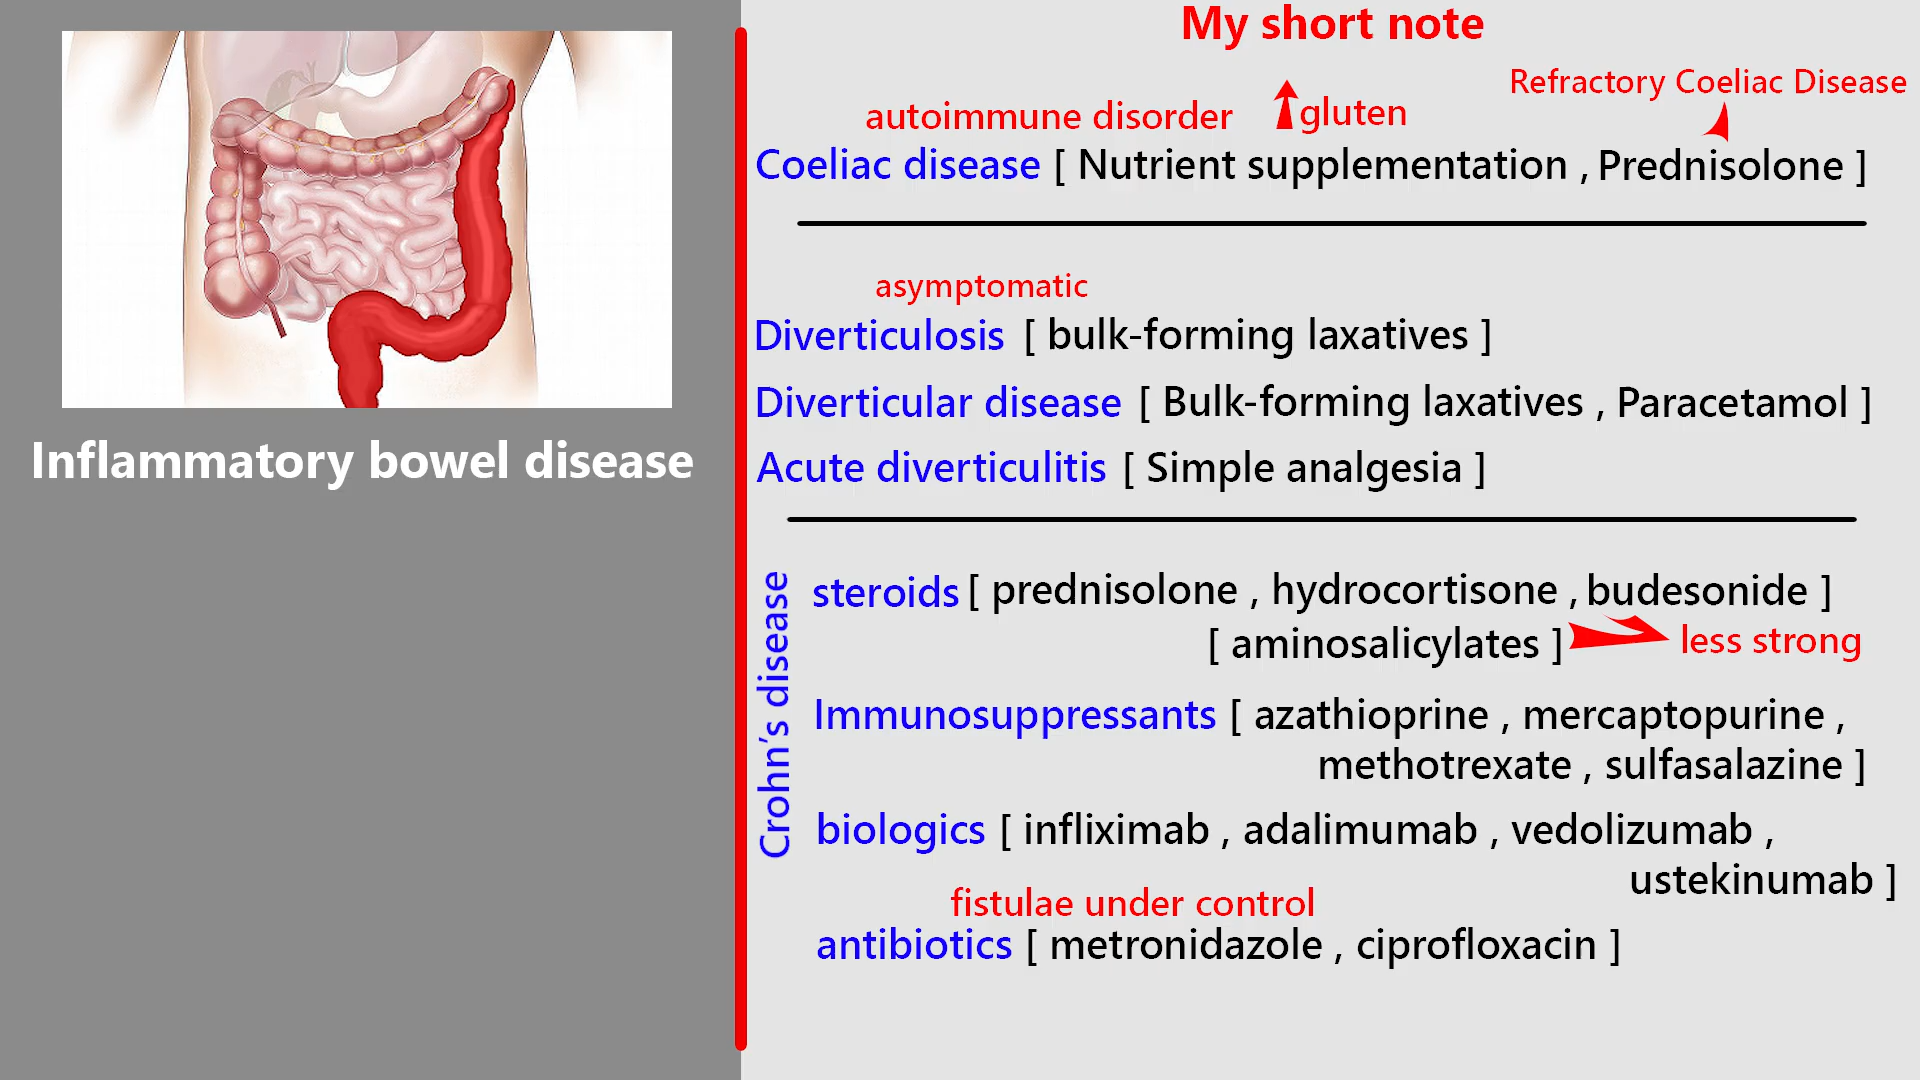 My short note
Refractory Coeliac Disease
autoimmune disorder gluten
Coeliac disease [ Nutrient supplementation , Prednisolone ]
asymptomatic
Diverticulosis [ bulk-forming laxatives ]
Diverticular disease [ Bulk-forming laxatives , Paracetamol ]
Acute diverticulitis [ Simple analgesia ]
Inflammatory bowel disease
Crohn's disease
steroids [ prednisolone , hydrocortisone , budesonide ]
[ aminosalicylates ] less strong
Immunosuppressants [ azathioprine , mercaptopurine ,
methotrexate , sulfasalazine ]
biologics [ infliximab , adalimumab , vedolizumab ,
ustekinumab ]
fistulae under control
antibiotics [ metronidazole , ciprofloxacin ]